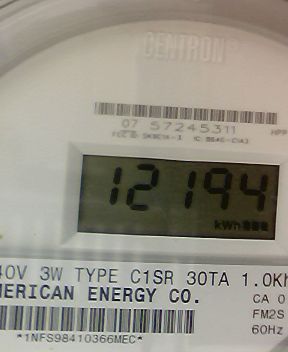 CENTRON®
07 57245311
12194
kWh
40V 3W TYPE C1SR 30TA 1.0Kh
MERICAN ENERGY CO.
CA 0
FM2S
60Hz
*1NFS98410366MEC*